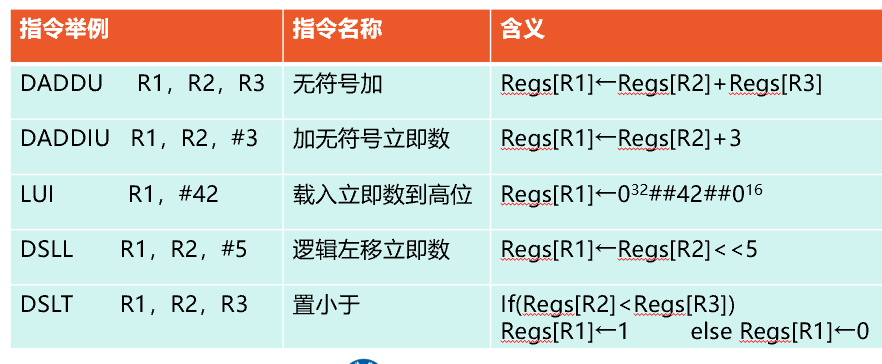 指令举例 指令名称 含义
DADDU R1，R2，R3 无符号加 Regs[R1]←Regs[R2]+Regs[R3]
DADDIU R1，R2，#3 加无符号立即数 Regs[R1]←Regs[R2]+3
LUI R1，#42 载入立即数到高位 Regs[R1]←0³²##42##0¹⁶
DSLL R1，R2，#5 逻辑左移立即数 Regs[R1]←Regs[R2]<<5
DSLT R1，R2，R3 置小于 If(Regs[R2]<Regs[R3])
Regs[R1]←1 else Regs[R1]←0